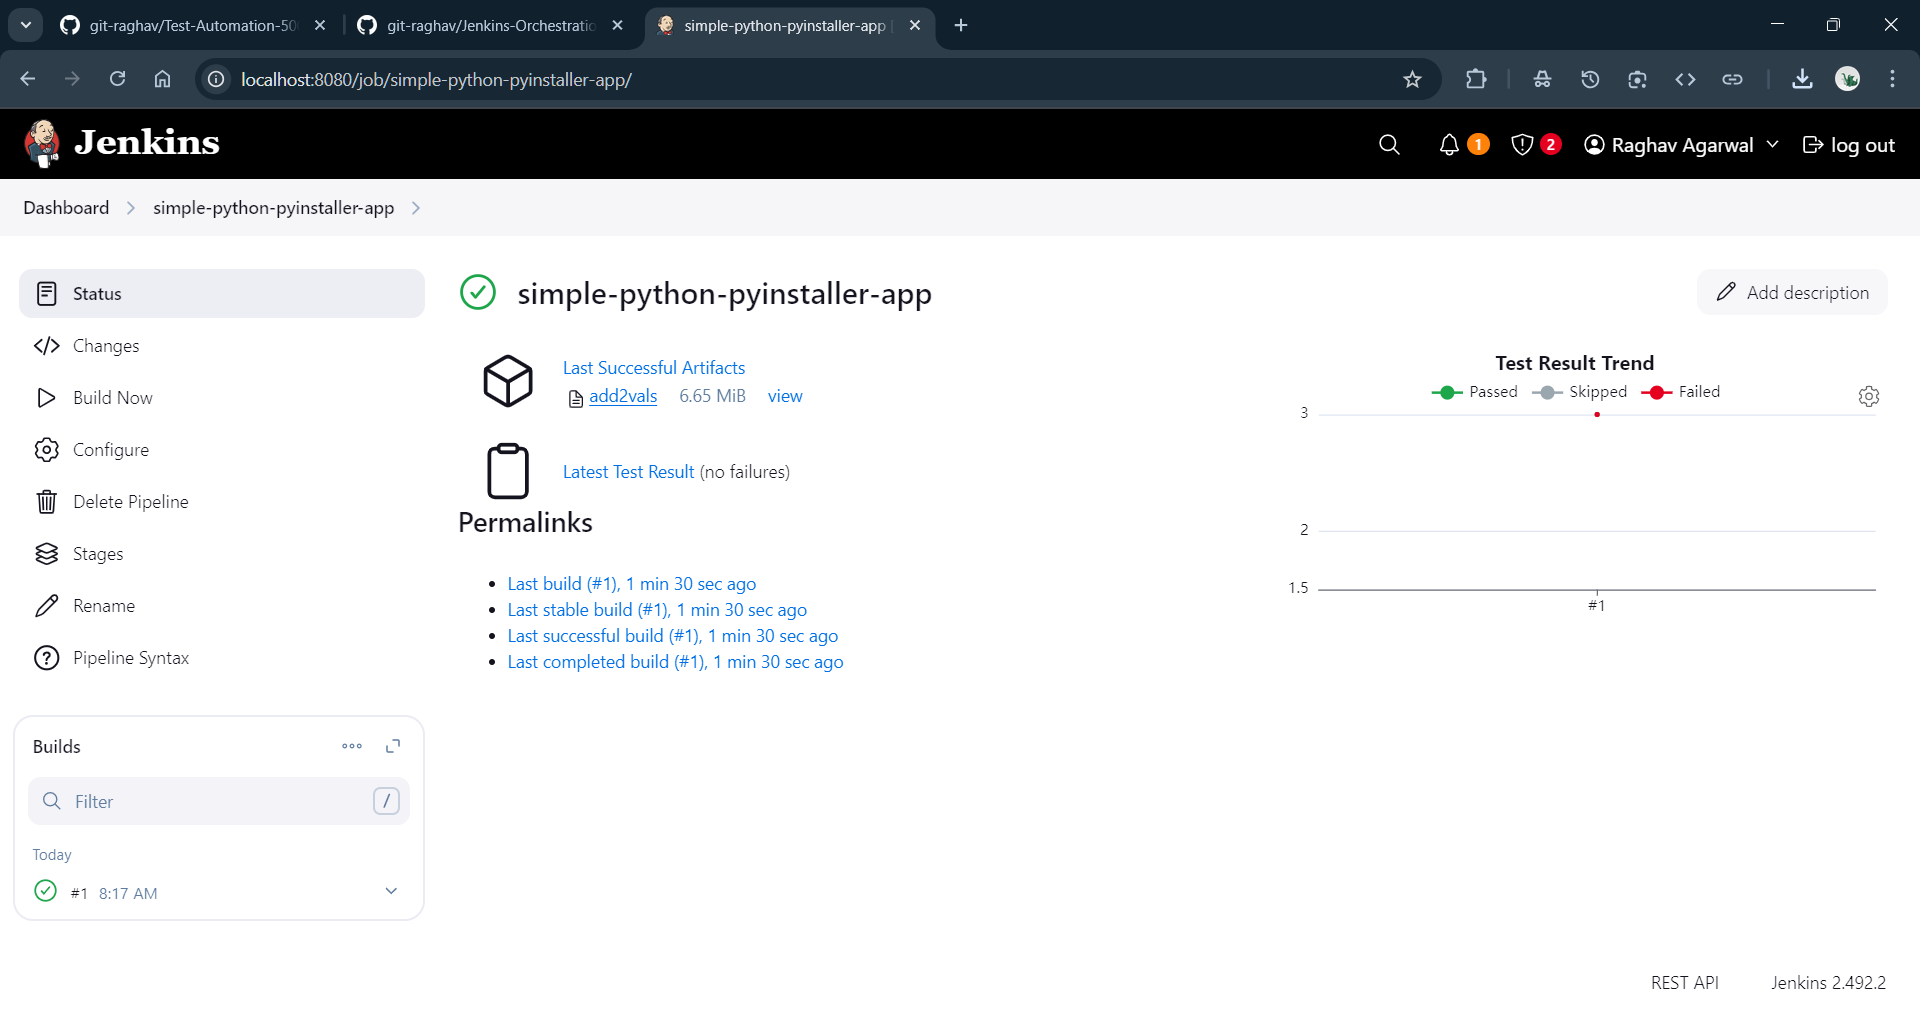 git-raghav/Test-Automation-50
git-raghav/Jenkins-Orchestratio
simple-python-pyinstaller-app
localhost:8080/job/simple-python-pyinstaller-app/
Jenkins
1
2
Raghav Agarwal
log out
Dashboard
simple-python-pyinstaller-app
Status
Changes
Build Now
Configure
Delete Pipeline
Stages
Rename
Pipeline Syntax
Builds
Filter
/
Today
#1 8:17 AM
simple-python-pyinstaller-app
Add description
Last Successful Artifacts
add2vals 6.65 MiB view
Latest Test Result (no failures)
Permalinks
Last build (#1), 1 min 30 sec ago
Last stable build (#1), 1 min 30 sec ago
Last successful build (#1), 1 min 30 sec ago
Last completed build (#1), 1 min 30 sec ago
Test Result Trend
Passed Skipped Failed
3
2
1.5
#1
REST API
Jenkins 2.492.2